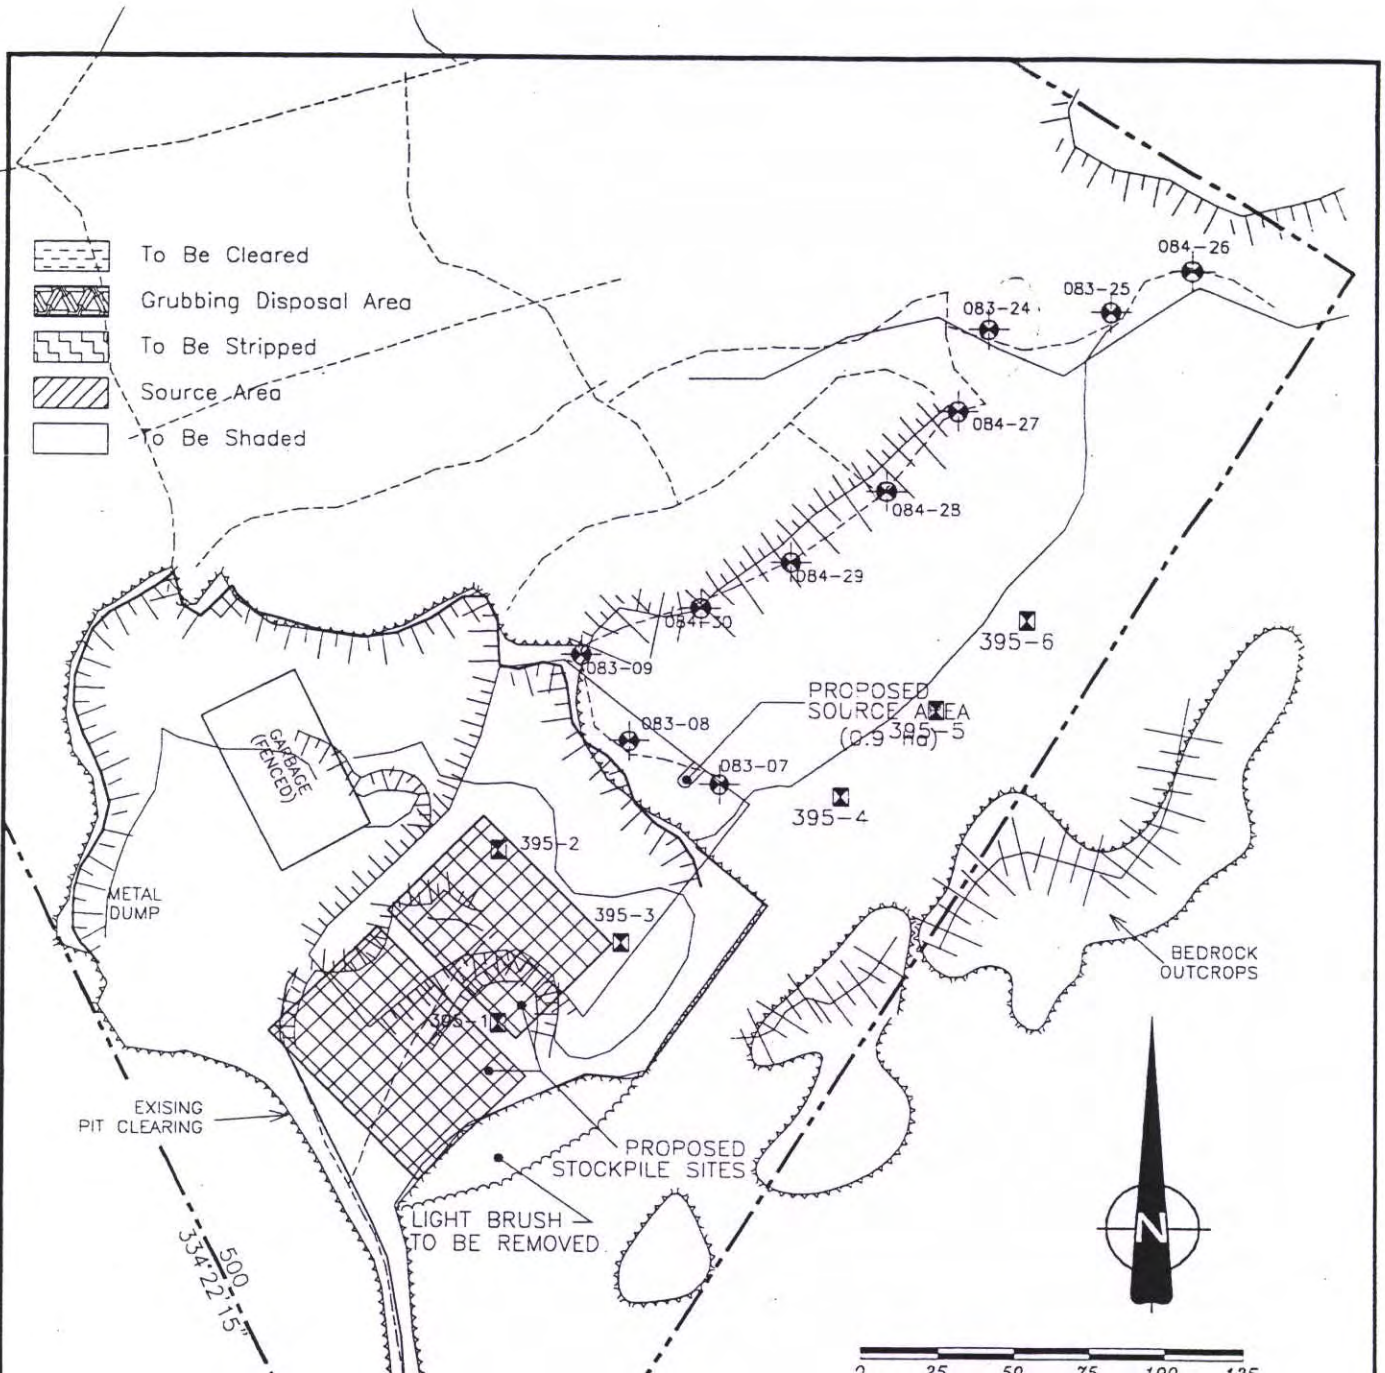 084-26
083-25
083-24
To Be Cleared
Grubbing Disposal Area
To Be Stripped
Source Area
To Be Shaded
084-27
084-28
084-29
084-30
395-6
083-09
PROPOSED
SOURCE AREA
(0.9 Ha)
395-5
083-08
083-07
GARBAGE
(FENCED)
395-4
395-2
METAL
DUMP
395-3
BEDROCK
OUTCROPS
395-1
EXISING
PIT CLEARING
PROPOSED
STOCKPILE SITES
LIGHT BRUSH
TO BE REMOVED
N
500
334°22'15"
0 25 50 75 100 125